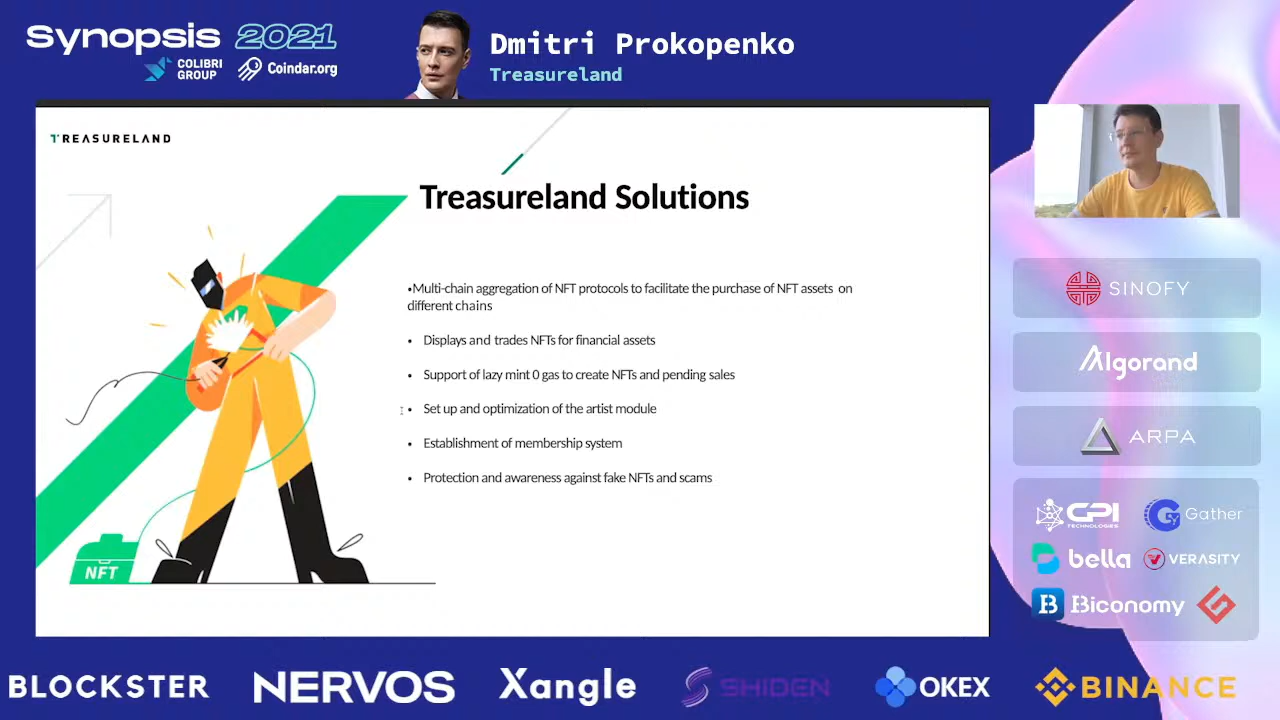 Synopsis 2021
COLIBRI
GROUP
Coindar.org
Dmitri Prokopenko
Treasureland
TREASURELAND
Treasureland Solutions
•Multi-chain aggregation of NFT protocols to facilitate the purchase of NFT assets on
different chains
• Displays and trades NFTs for financial assets
• Support of lazy mint 0 gas to create NFTs and pending sales
• Set up and optimization of the artist module
• Establishment of membership system
• Protection and awareness against fake NFTs and scams
NFT
SINOFY
Algorand
ARPA
CPI
TECHNOLOGIES
Gather
bella
VERASITY
Biconomy
BLOCKSTER
NERVOS
Xangle
SHIDEN
OKEX
BINANCE